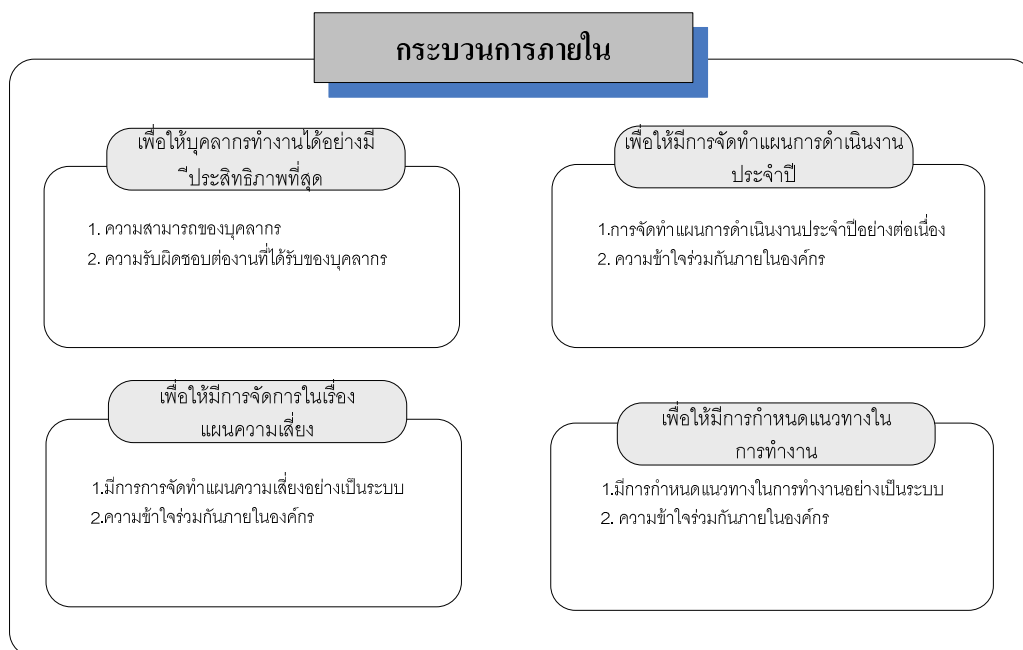 กระบวนการภายใน
เพื่อให้บุคลากรทำงานได้อย่างมี
ีประสิทธิภาพที่สุด
1. ความสามารถของบุคลากร
2. ความรับผิดชอบต่องานที่ได้รับของบุคลากร
เพื่อให้มีการจัดทำแผนการดำเนินงาน
ประจำปี
1.การจัดทำแผนการดำเนินงานประจำปีอย่างต่อเนื่อง
2. ความข้าใจร่วมกันภายในองค์กร
เพื่อให้มีการจัดการในเรื่อง
แผนความเสี่ยง
1.มีการการจัดทำแผนความเสี่ยงอย่างเป็นระบบ
2.ความข้าใจร่วมกันภายในองค์กร
เพื่อให้มีการกำหนดแนวทางใน
การทำงาน
1.มีการกำหนดแนวทางในการทำงานอย่างเป็นระบบ
2. ความข้าใจร่วมกันภายในองค์กร